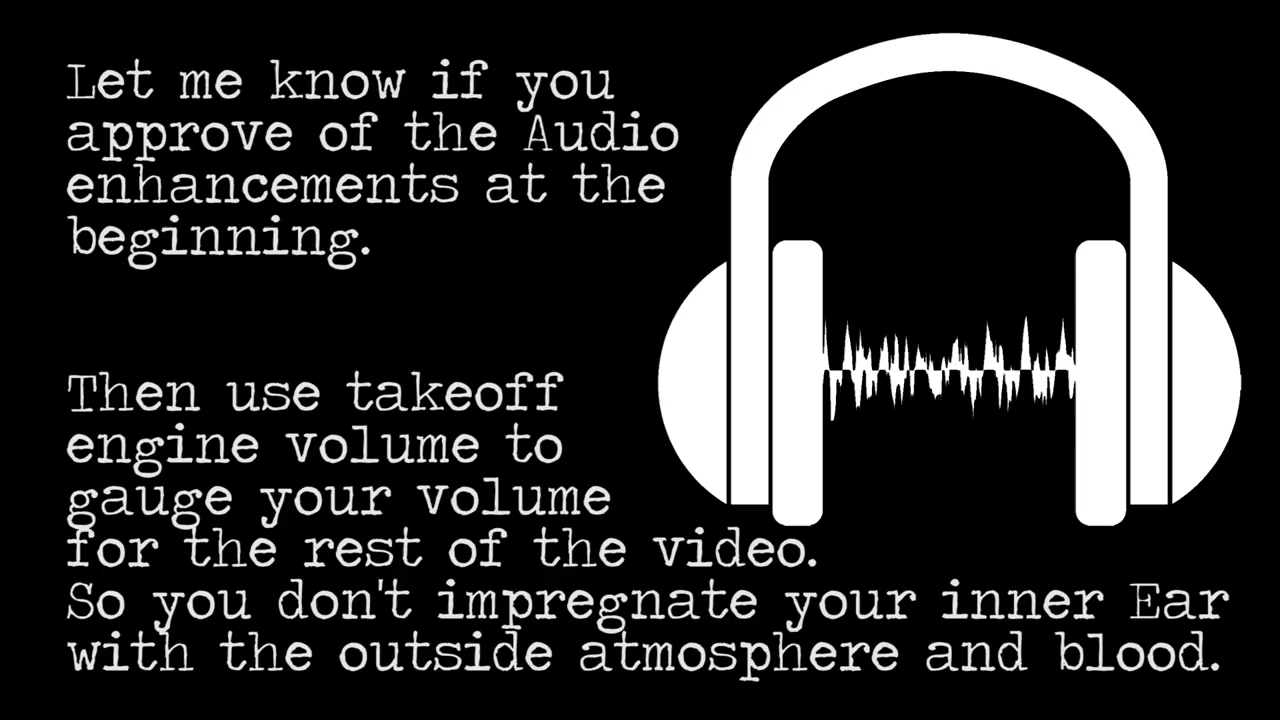 Let me know if you
approve of the Audio
enhancements at the
beginning.
Then use takeoff
engine volume to
gauge your volume
for the rest of the video.
So you don't impregnate your inner Ear
with the outside atmosphere and blood.